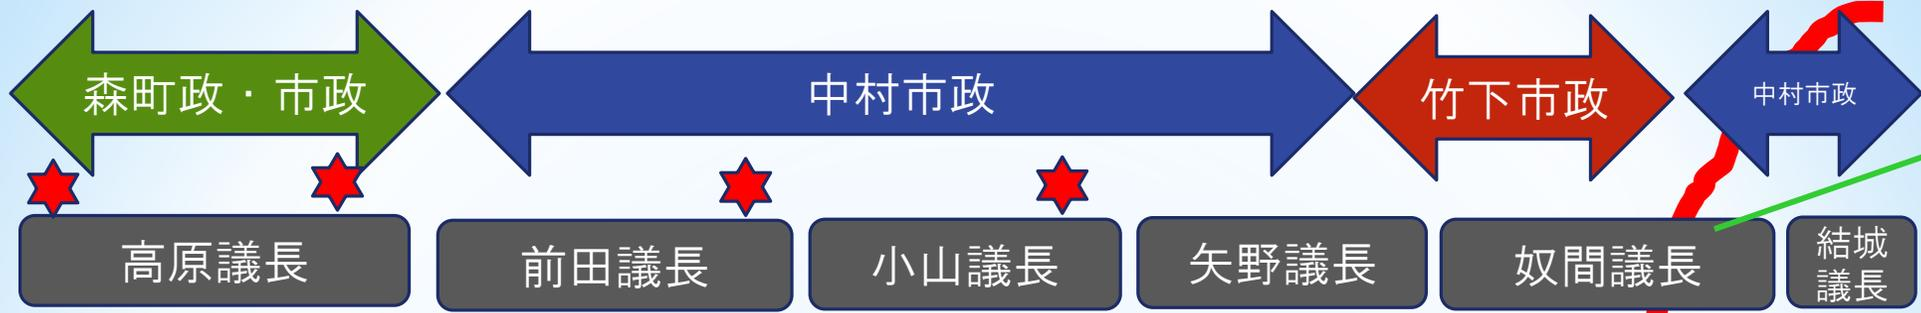 森町政・市政
中村市政
竹下市政
中村市政
高原議長
前田議長
小山議長
矢野議長
奴間議長
結城
議長